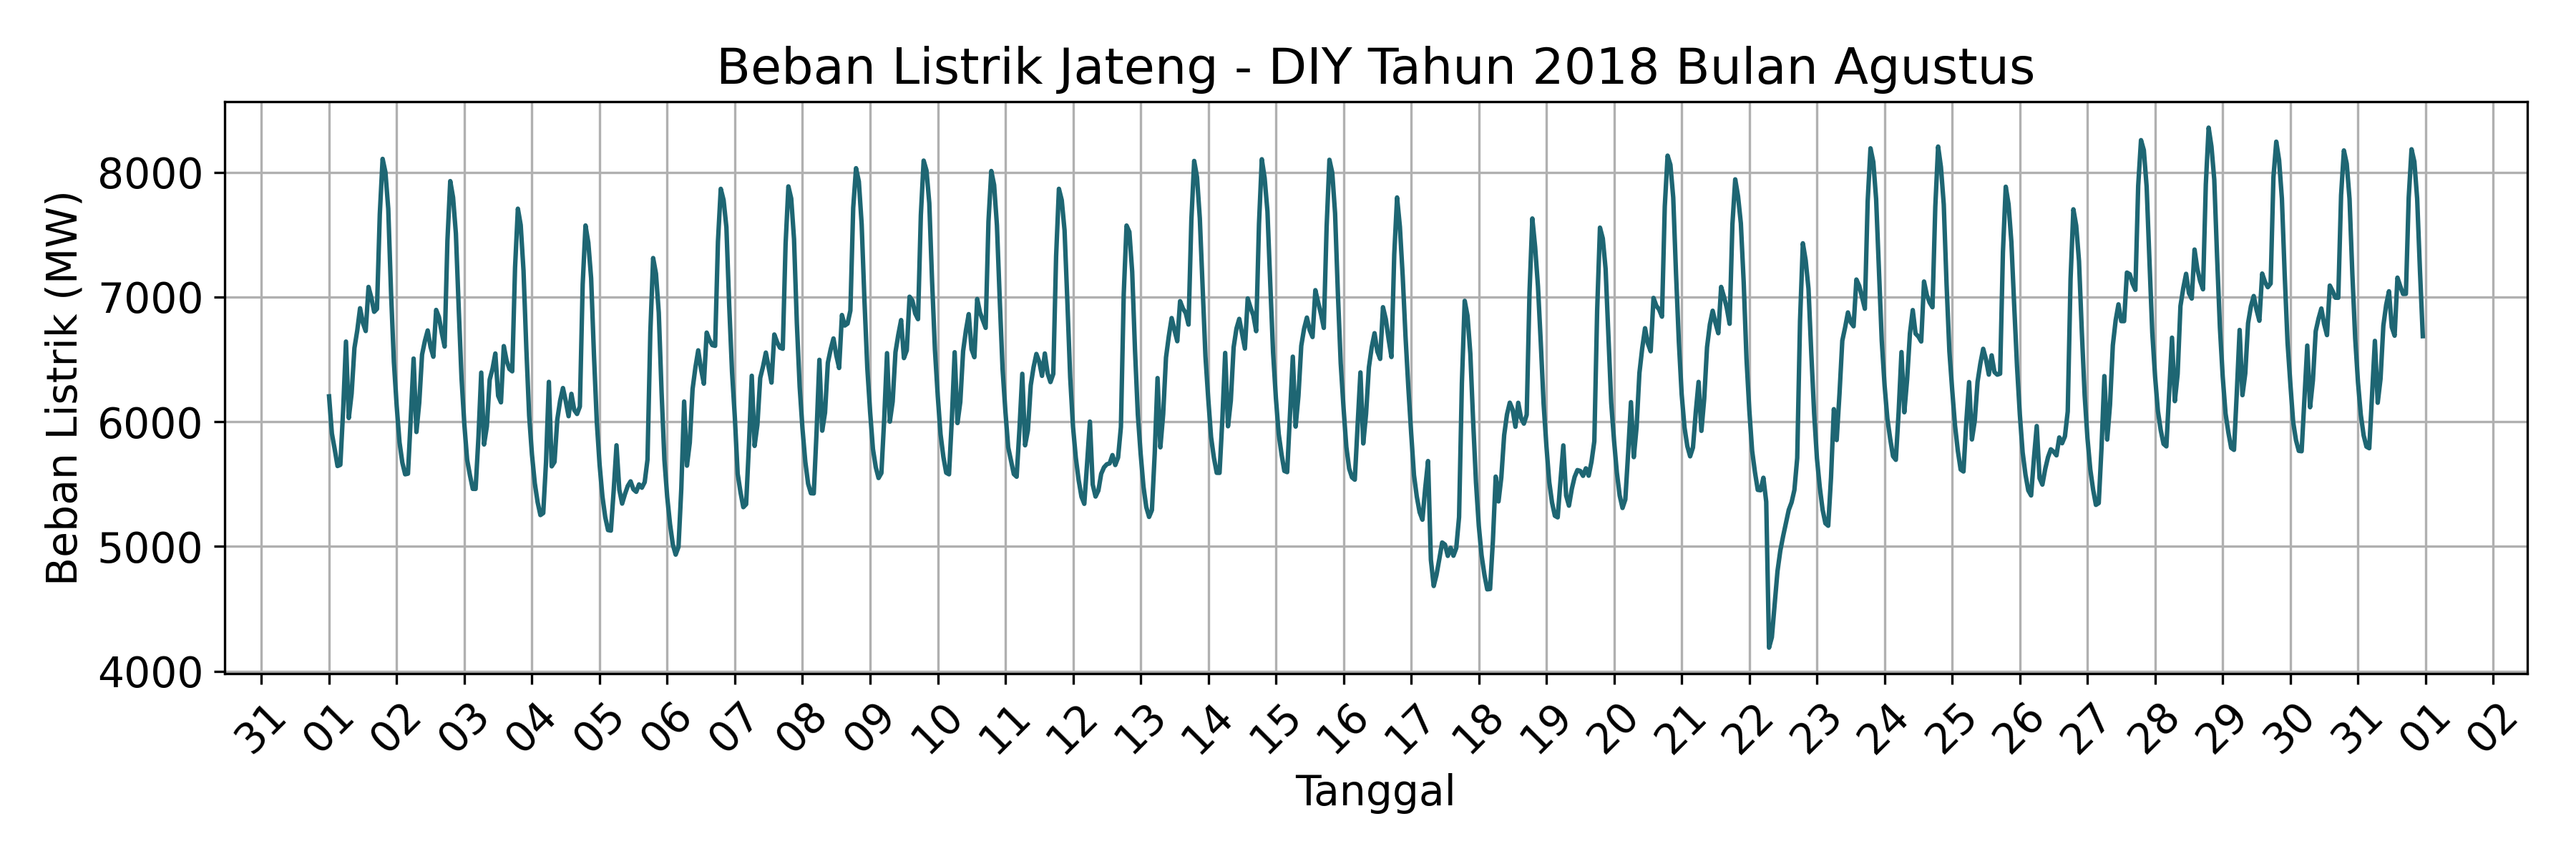 Beban Listrik Jateng - DIY Tahun 2018 Bulan Agustus
Beban Listrik (MW)
8000
7000
6000
5000
4000
31 01 02 03 04 05 06 07 08 09 10 11 12 13 14 15 16 17 18 19 20 21 22 23 24 25 26 27 28 29 30 31 01 02
Tanggal